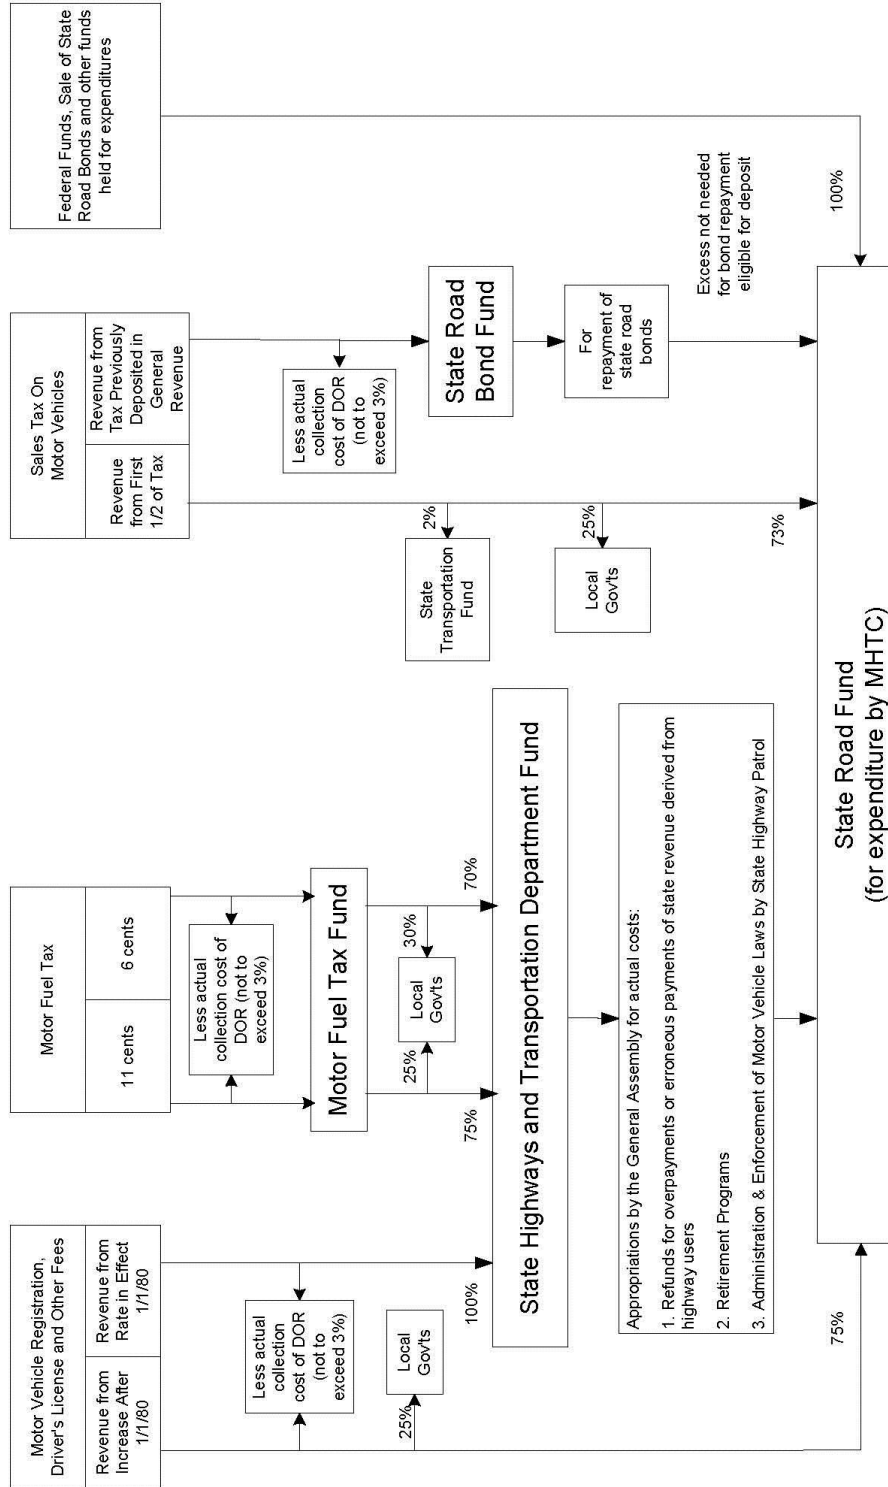 Motor Vehicle Registration,
Driver's License and Other Fees
Revenue from
Increase After
1/1/80
Revenue from
Rate in Effect
1/1/80
Less actual
collection
cost of DOR
(not to
exceed 3%)
25%
Local
Gov'ts
100%
75%
Motor Fuel Tax
11 cents
6 cents
Less actual
collection cost of
DOR (not to
exceed 3%)
Motor Fuel Tax Fund
25%
Local
Gov'ts
30%
75%
70%
State Highways and Transportation Department Fund
Appropriations by the General Assembly for actual costs:
1. Refunds for overpayments or erroneous payments of state revenue derived from
highway users
2. Retirement Programs
3. Administration & Enforcement of Motor Vehicle Laws by State Highway Patrol
Sales Tax On
Motor Vehicles
Revenue
from First
1/2 of Tax
Revenue from
Tax Previously
Deposited in
General
Revenue
Less actual
collection
cost of DOR
(not to
exceed 3%)
State
Transportation
Fund
2%
Local
Gov'ts
25%
73%
State Road
Bond Fund
For
repayment of
state road
bonds
Excess not needed
for bond repayment
eligible for deposit
Federal Funds, Sale of State
Road Bonds and other funds
held for expenditures
100%
State Road Fund
(for expenditure by MHTC)